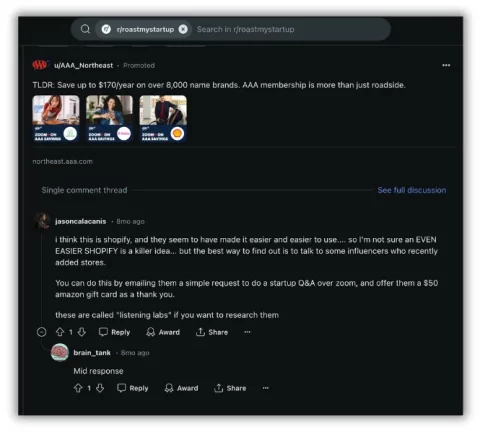 r/roastmystartup
Search in r/roastmystartup
u/AAA_Northeast • Promoted
TLDR: Save up to $170/year on over 6,000 name brands. AAA membership is more than just roadside.
ZOOM · ON
AAA SAVINGS
ZOOM · ON
AAA SAVINGS
ZOOM · ON
AAA SAVINGS
northeast.aaa.com
Single comment thread
See full discussion
jasoncalacanis • 8mo ago
i think this is shopify, and they seem to have made it easier and easier to use.... so I'm not sure an EVEN
EASIER SHOPIFY is a killer idea... but the best way to find out is to talk to some influencers who recently
added stores.
You can do this by emailing them a simple request to do a startup Q&A over zoom, and offer them a $50
amazon gift card as a thank you.
these are called "listening labs" if you want to research them
1 Reply Award Share ...
brain_tank • 8mo ago
Mid response
1 Reply Award Share ...